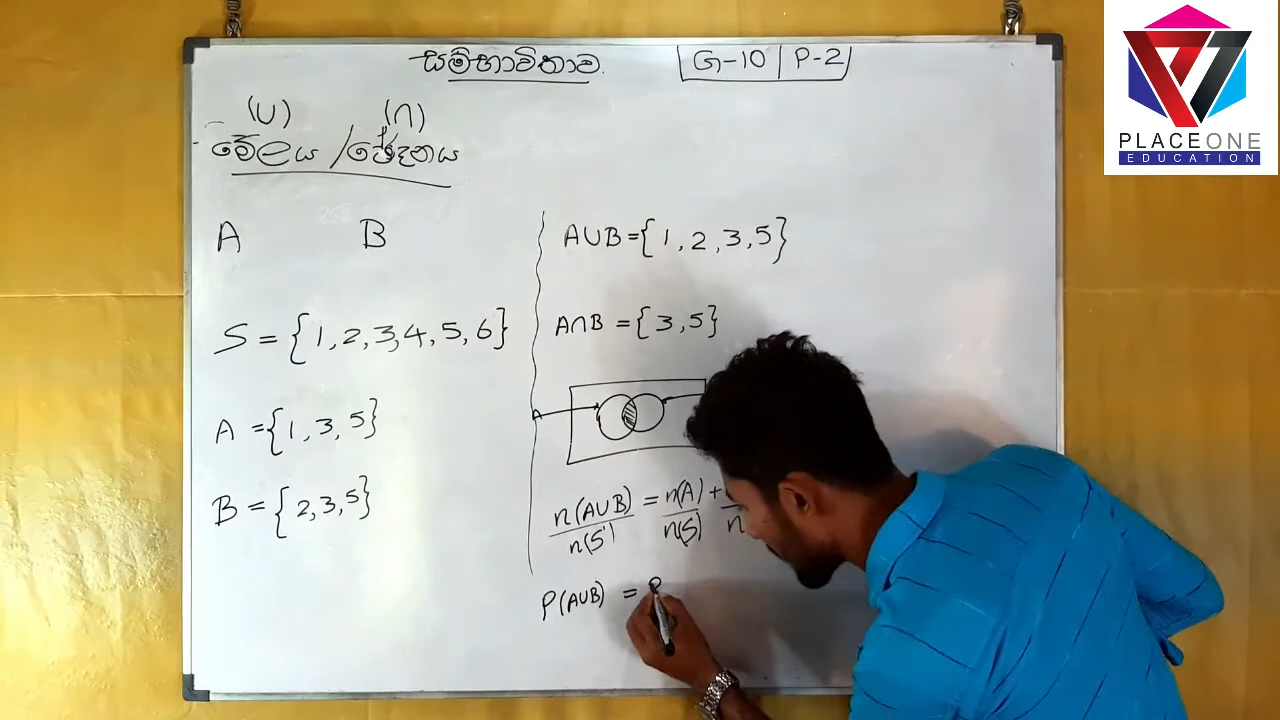 සම්භාවිතාව.
G-10 | P-2
(∪) (∩)
මේලය / ඡේදනය
A B
S = {1,2,3,4,5,6}
A = {1,3,5}
B = {2,3,5}
A∪B = {1,2,3,5}
A∩B = {3,5}
A
n(A∪B) = n(A) +
n(S) n(S) n
P(A∪B) = P
PLACEONE
EDUCATION